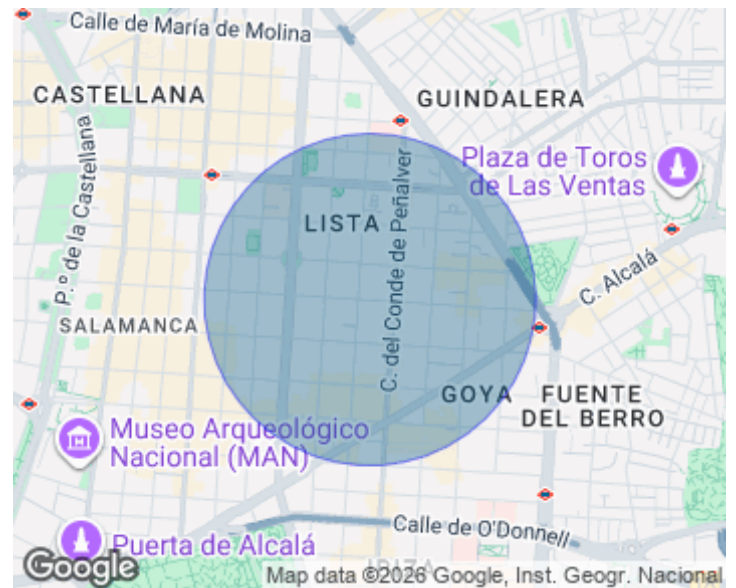 Calle de María de Molina
CASTELLANA
GUINDALERA
Plaza de Toros
de Las Ventas
P.º de la Castellana
LISTA
C. del Conde de Peñalver
C. Alcalá
SALAMANCA
GOYA
FUENTE
DEL BERRO
Museo Arqueológico
Nacional (MAN)
Calle de O'Donnell
Puerta de Alcalá
IBIZA
Google
Map data ©2026 Google, Inst. Geogr. Nacional